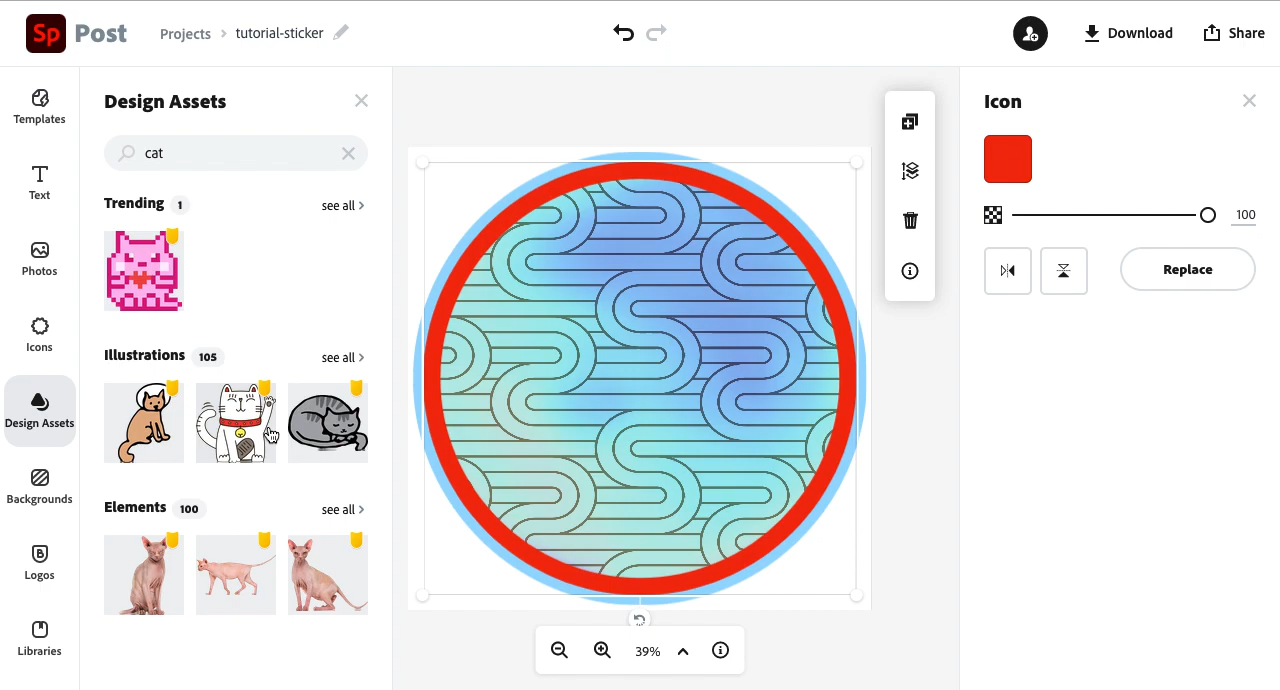 Sp Post
Projects > tutorial-sticker
Download
Share
Templates
Text
Photos
Icons
Design Assets
Backgrounds
B
Logos
Libraries
Design Assets
cat
Trending 1
see all >
Illustrations 105
see all >
Elements 100
see all >
39%
Icon
100
Replace